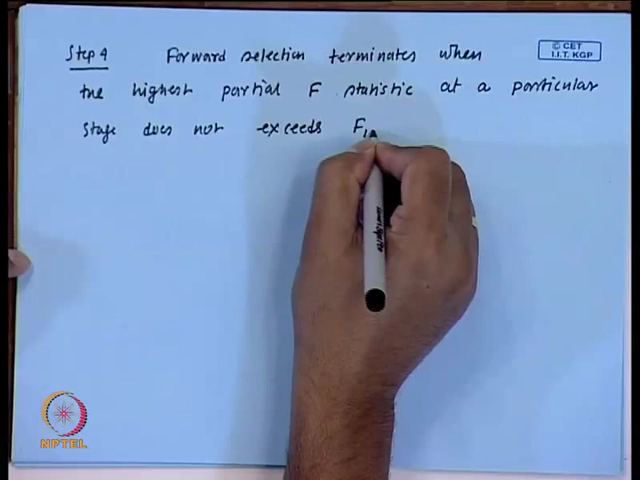 Step 4 Forward selection terminates when
© CET
I.I.T. KGP
the highest partial F statistic at a particular
stage does not exceeds F
NPTEL